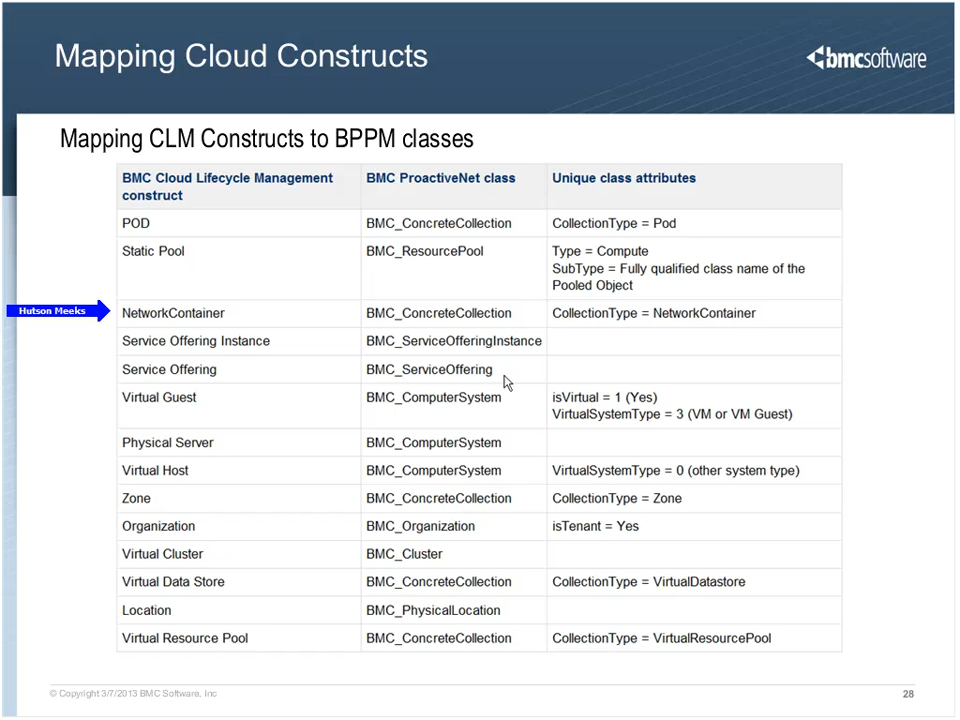 Mapping Cloud Constructs
bmcsoftware
Mapping CLM Constructs to BPPM classes
BMC Cloud Lifecycle Management construct BMC ProactiveNet class Unique class attributes
POD BMC_ConcreteCollection CollectionType = Pod
Static Pool BMC_ResourcePool Type = Compute
SubType = Fully qualified class name of the
Pooled Object
Hutson Meeks
NetworkContainer BMC_ConcreteCollection CollectionType = NetworkContainer
Service Offering Instance BMC_ServiceOfferingInstance
Service Offering BMC_ServiceOffering
Virtual Guest BMC_ComputerSystem isVirtual = 1 (Yes)
VirtualSystemType = 3 (VM or VM Guest)
Physical Server BMC_ComputerSystem
Virtual Host BMC_ComputerSystem VirtualSystemType = 0 (other system type)
Zone BMC_ConcreteCollection CollectionType = Zone
Organization BMC_Organization isTenant = Yes
Virtual Cluster BMC_Cluster
Virtual Data Store BMC_ConcreteCollection CollectionType = VirtualDatastore
Location BMC_PhysicalLocation
Virtual Resource Pool BMC_ConcreteCollection CollectionType = VirtualResourcePool
© Copyright 3/7/2013 BMC Software, Inc 28